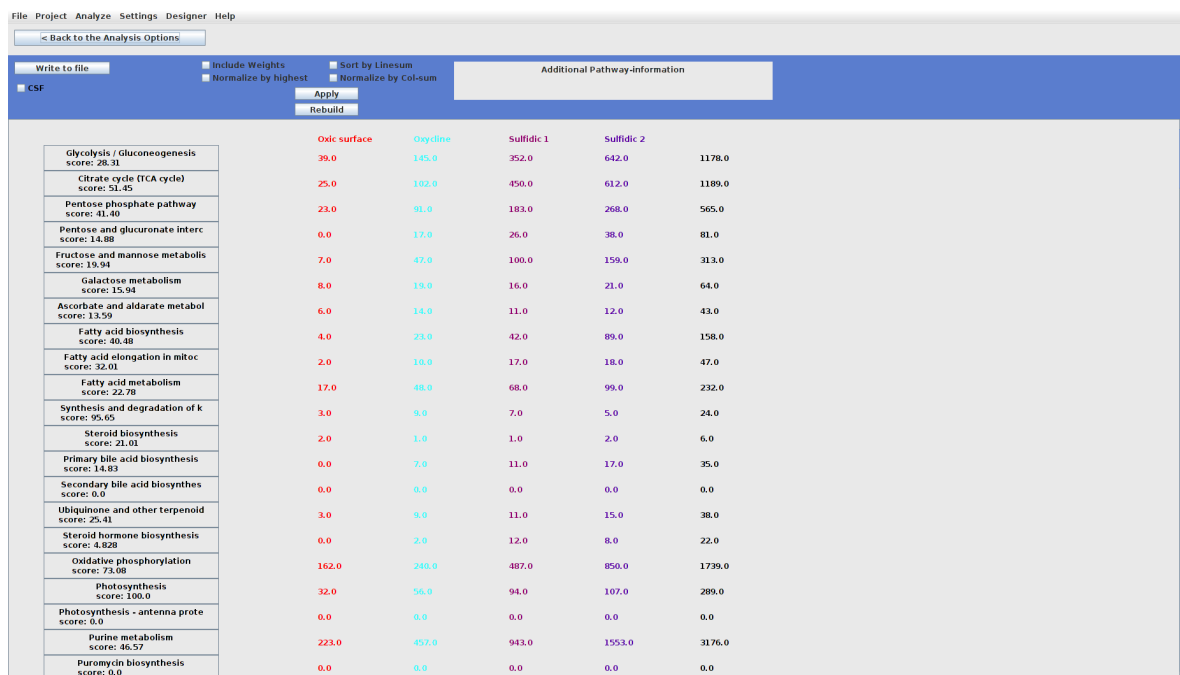 File Project Analyze Settings Designer Help
< Back to the Analysis Options
Write to file
Include Weights
Sort by Linesum
Normalize by highest
Normalize by Col-sum
Additional Pathway-information
CSF
Apply
Rebuild
Oxic surface Oxycline Sulfidic 1 Sulfidic 2
Glycolysis / Gluconeogenesis
score: 28.31
39.0 145.0 352.0 642.0 1178.0
Citrate cycle (TCA cycle)
score: 51.45
25.0 102.0 450.0 612.0 1189.0
Pentose phosphate pathway
score: 41.40
23.0 91.0 183.0 268.0 565.0
Pentose and glucuronate interc
score: 14.88
0.0 17.0 26.0 38.0 81.0
Fructose and mannose metabolis
score: 19.94
7.0 47.0 100.0 159.0 313.0
Galactose metabolism
score: 15.94
8.0 19.0 16.0 21.0 64.0
Ascorbate and aldarate metabol
score: 13.59
6.0 14.0 11.0 12.0 43.0
Fatty acid biosynthesis
score: 40.48
4.0 23.0 42.0 89.0 158.0
Fatty acid elongation in mitoc
score: 32.01
2.0 10.0 17.0 18.0 47.0
Fatty acid metabolism
score: 22.78
17.0 48.0 68.0 99.0 232.0
Synthesis and degradation of k
score: 95.65
3.0 9.0 7.0 5.0 24.0
Steroid biosynthesis
score: 21.01
2.0 1.0 1.0 2.0 6.0
Primary bile acid biosynthesis
score: 14.83
0.0 7.0 11.0 17.0 35.0
Secondary bile acid biosynthes
score: 0.0
0.0 0.0 0.0 0.0 0.0
Ubiquinone and other terpenoid
score: 25.41
3.0 9.0 11.0 15.0 38.0
Steroid hormone biosynthesis
score: 4.828
0.0 2.0 12.0 8.0 22.0
Oxidative phosphorylation
score: 73.08
162.0 240.0 487.0 850.0 1739.0
Photosynthesis
score: 100.0
32.0 56.0 94.0 107.0 289.0
Photosynthesis - antenna prote
score: 0.0
0.0 0.0 0.0 0.0 0.0
Purine metabolism
score: 46.57
223.0 457.0 943.0 1553.0 3176.0
Puromycin biosynthesis
score: 0.0
0.0 0.0 0.0 0.0 0.0